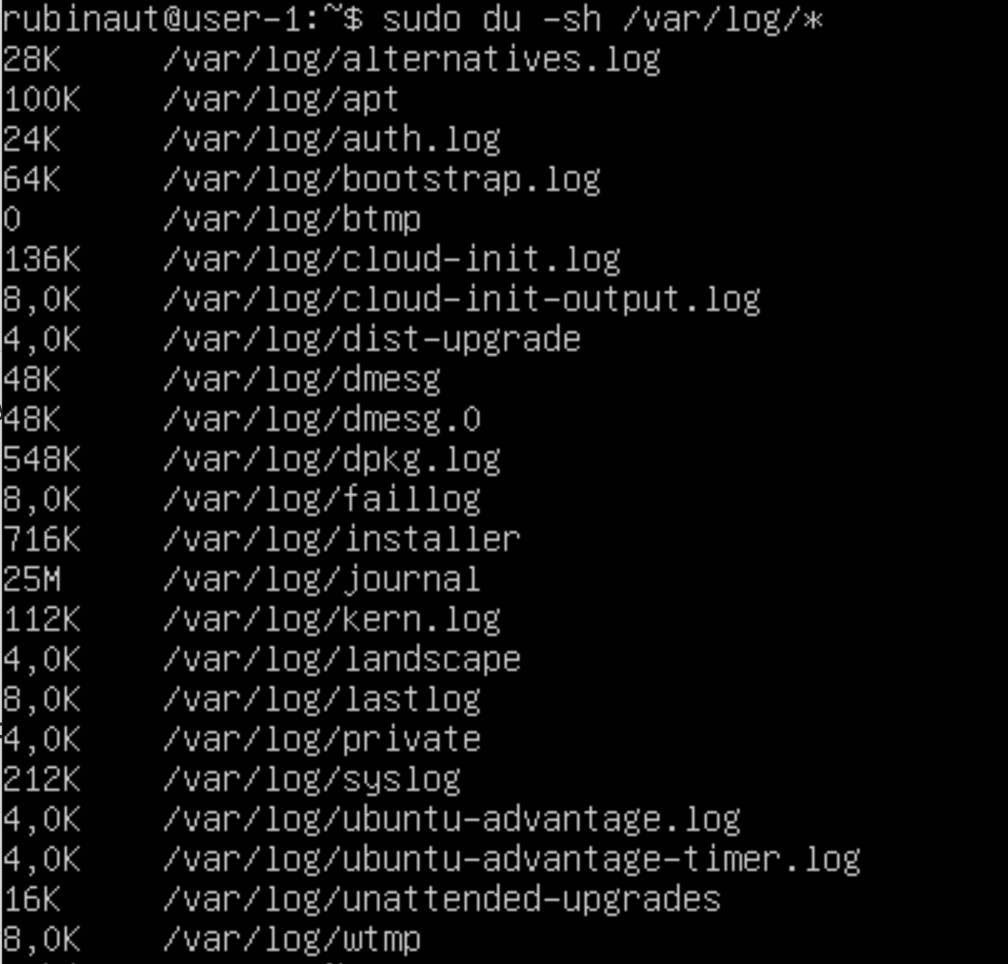 rubinaut@user-1:~$ sudo du -sh /var/log/*
28K /var/log/alternatives.log
100K /var/log/apt
24K /var/log/auth.log
64K /var/log/bootstrap.log
0 /var/log/btmp
136K /var/log/cloud-init.log
8,0K /var/log/cloud-init-output.log
4,0K /var/log/dist-upgrade
48K /var/log/dmesg
48K /var/log/dmesg.0
548K /var/log/dpkg.log
8,0K /var/log/faillog
716K /var/log/installer
25M /var/log/journal
112K /var/log/kern.log
4,0K /var/log/landscape
8,0K /var/log/lastlog
4,0K /var/log/private
212K /var/log/syslog
4,0K /var/log/ubuntu-advantage.log
4,0K /var/log/ubuntu-advantage-timer.log
16K /var/log/unattended-upgrades
8,0K /var/log/wtmp